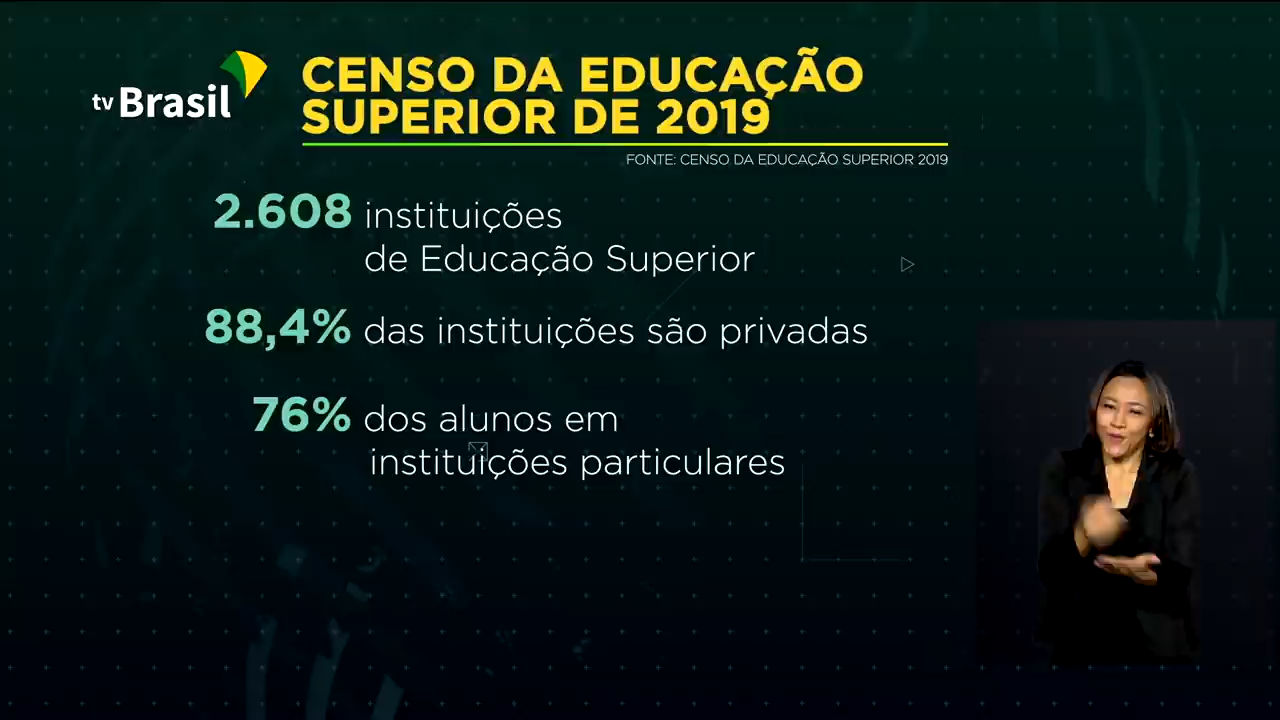 tv Brasil
CENSO DA EDUCAÇÃO
SUPERIOR DE 2019
FONTE: CENSO DA EDUCAÇÃO SUPERIOR 2019
2.608 instituições
de Educação Superior
88,4% das instituições são privadas
76% dos alunos em
instituições particulares